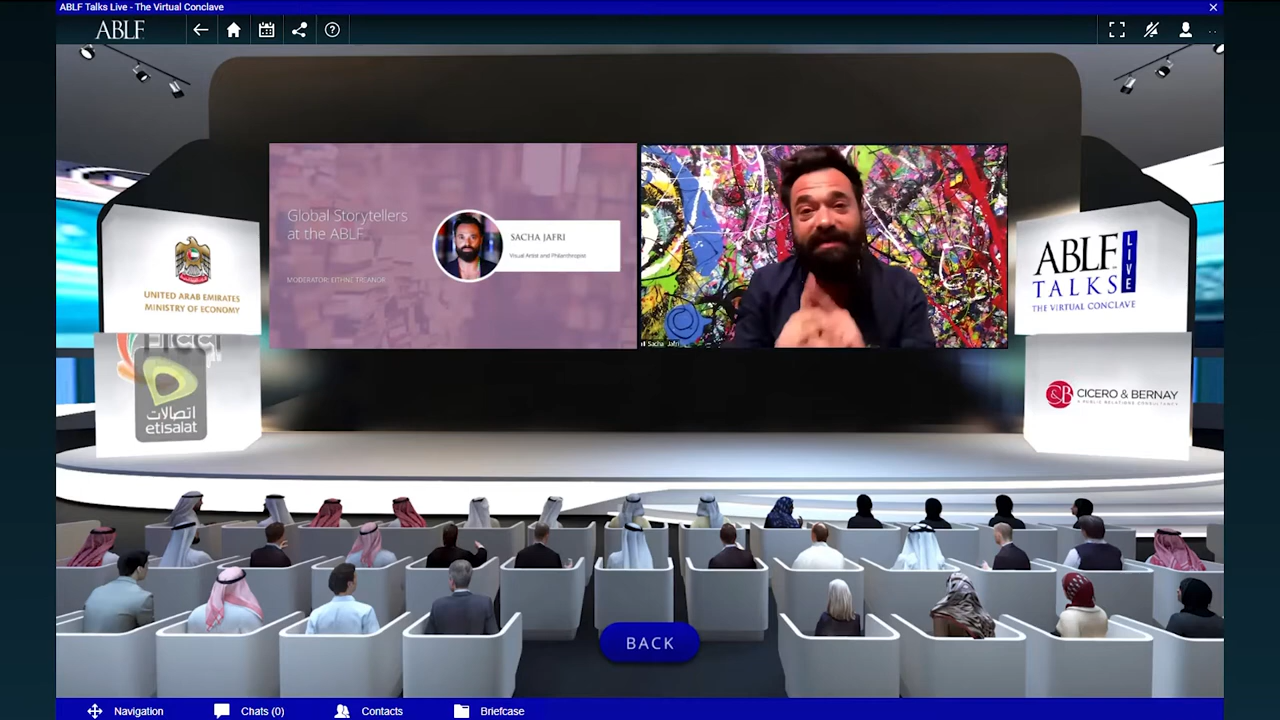 ABLF Talks Live - The Virtual Conclave
ABLF
Global Storytellers
at the ABLF
MODERATOR: EITHNE TREANOR
SACHA JAFRI
Visual Artist and Philanthropist
Sacha Jafri
UNITED ARAB EMIRATES
MINISTRY OF ECONOMY
اتصالات
etisalat
ABLF
TALKS
LIVE
THE VIRTUAL CONCLAVE
&B
CICERO & BERNAY
A PUBLIC RELATIONS CONSULTANCY
BACK
Navigation
Chats (0)
Contacts
Briefcase